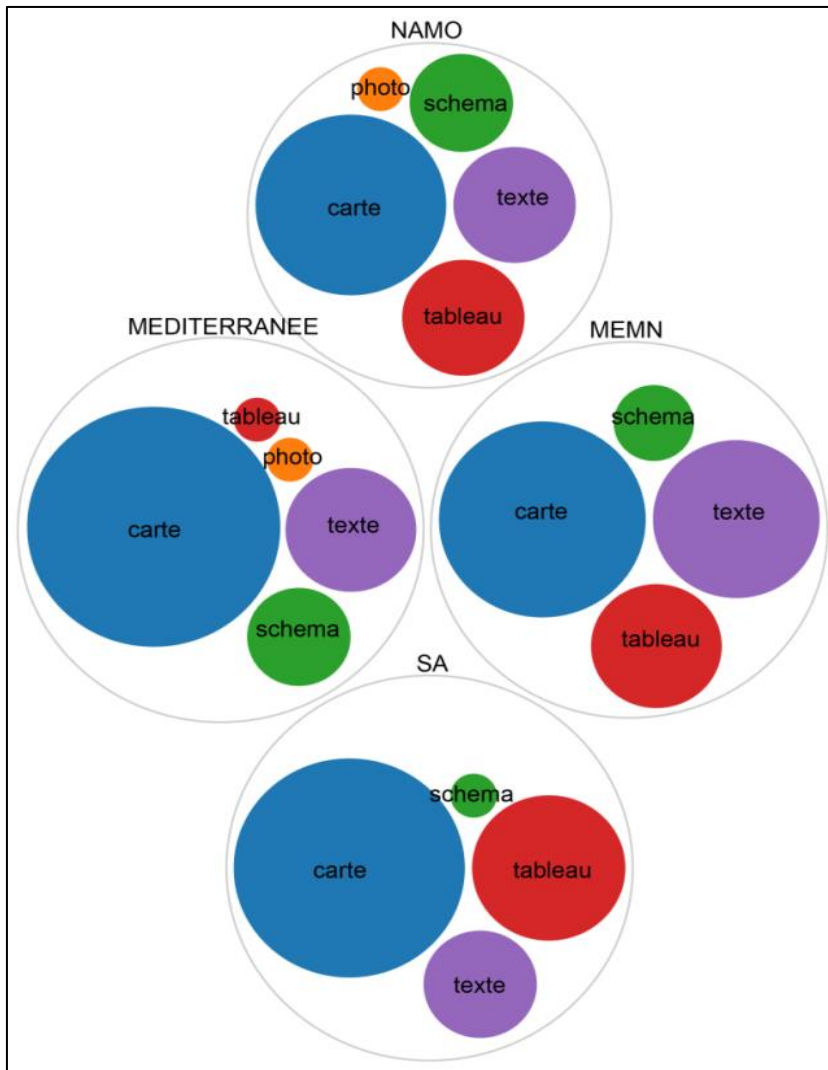 NAMO
photo
schema
carte
texte
tableau
MEDITERRANEE
tableau
photo
carte
texte
schema
MEMN
schema
carte
texte
tableau
SA
schema
carte
tableau
texte